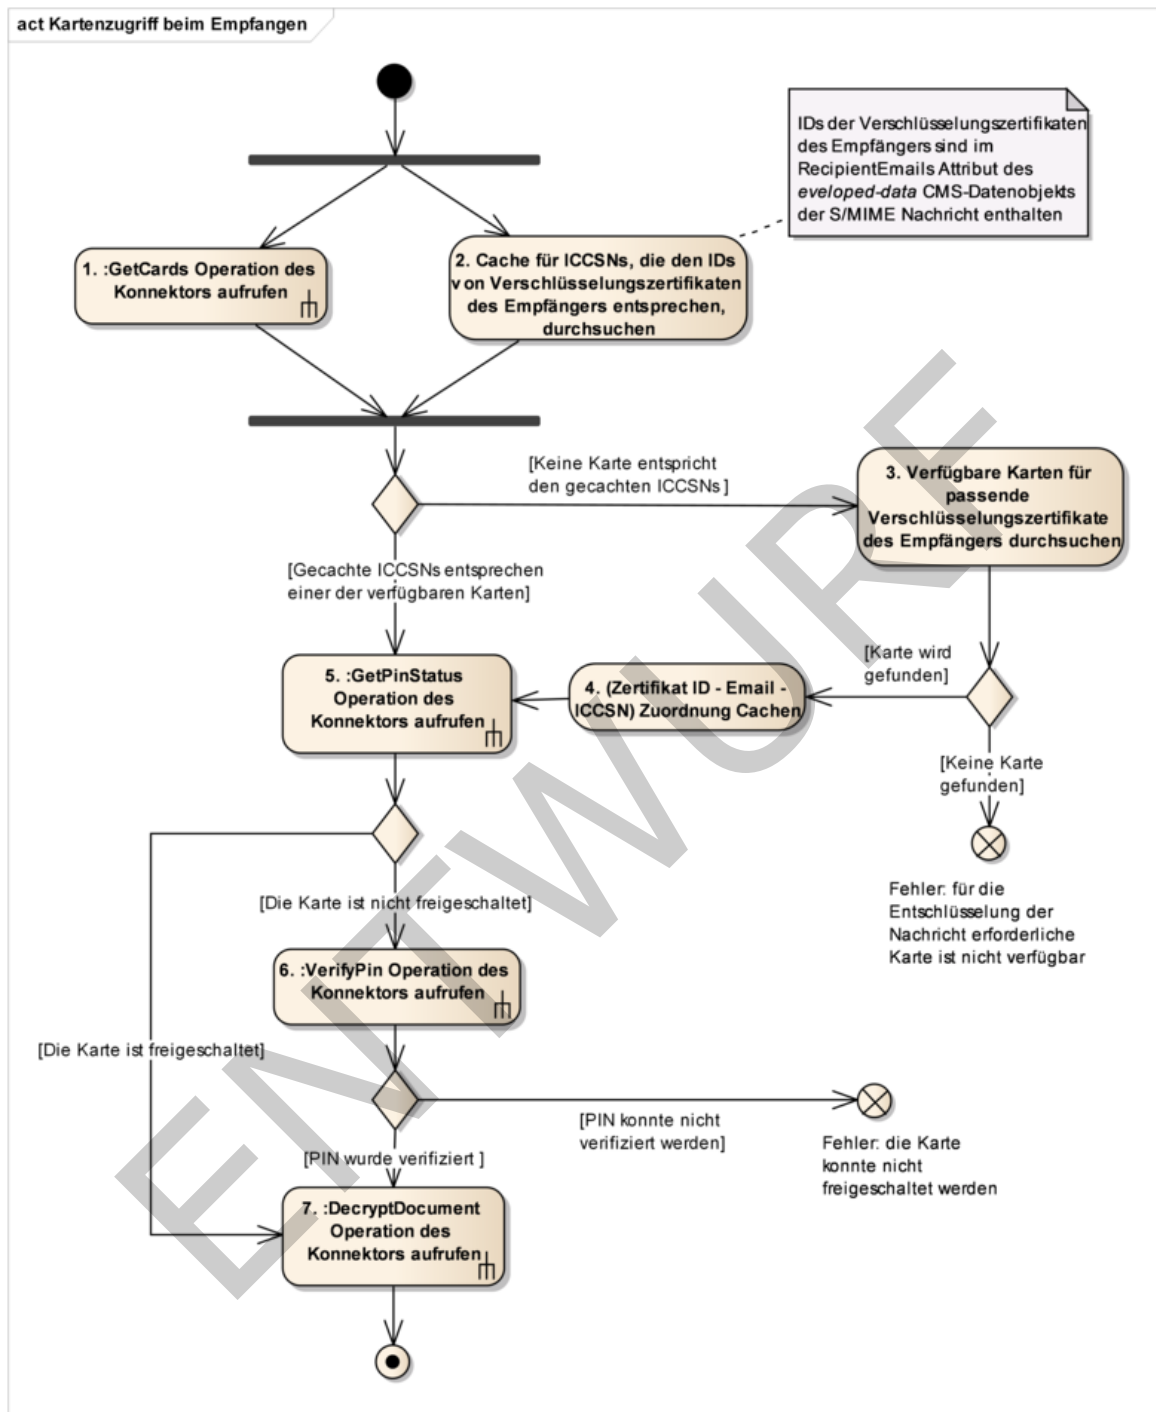 act Kartenzugriff beim Empfangen
IDs der Verschlüsselungszertifikaten
des Empfängers sind im
RecipientEmails Attribut des
eveloped-data CMS-Datenobjekts
der S/MIME Nachricht enthalten
1. :GetCards Operation des
Konnektors aufrufen
2. Cache für ICCSNs, die den IDs
von Verschlüsselungszertifikaten
des Empfängers entsprechen,
durchsuchen
[Keine Karte entspricht
den gecachten ICCSNs ]
3. Verfügbare Karten für
passende
Verschlüsselungszertifikate
des Empfängers durchsuchen
[Gecachte ICCSNs entsprechen
einer der verfügbaren Karten]
[Karte wird
gefunden]
5. :GetPinStatus
Operation des
Konnektors aufrufen
4. (Zertifikat ID - Email -
ICCSN) Zuordnung Cachen
[Keine Karte
gefunden]
Fehler: für die
Entschlüsselung der
Nachricht erforderliche
Karte ist nicht verfügbar
[Die Karte ist nicht freigeschaltet]
6. :VerifyPin Operation des
Konnektors aufrufen
[Die Karte ist freigeschaltet]
[PIN konnte nicht
verifiziert werden]
Fehler: die Karte
konnte nicht
freigeschaltet werden
[PIN wurde verifiziert ]
7. :DecryptDocument
Operation des
Konnektors aufrufen
ENTWURF